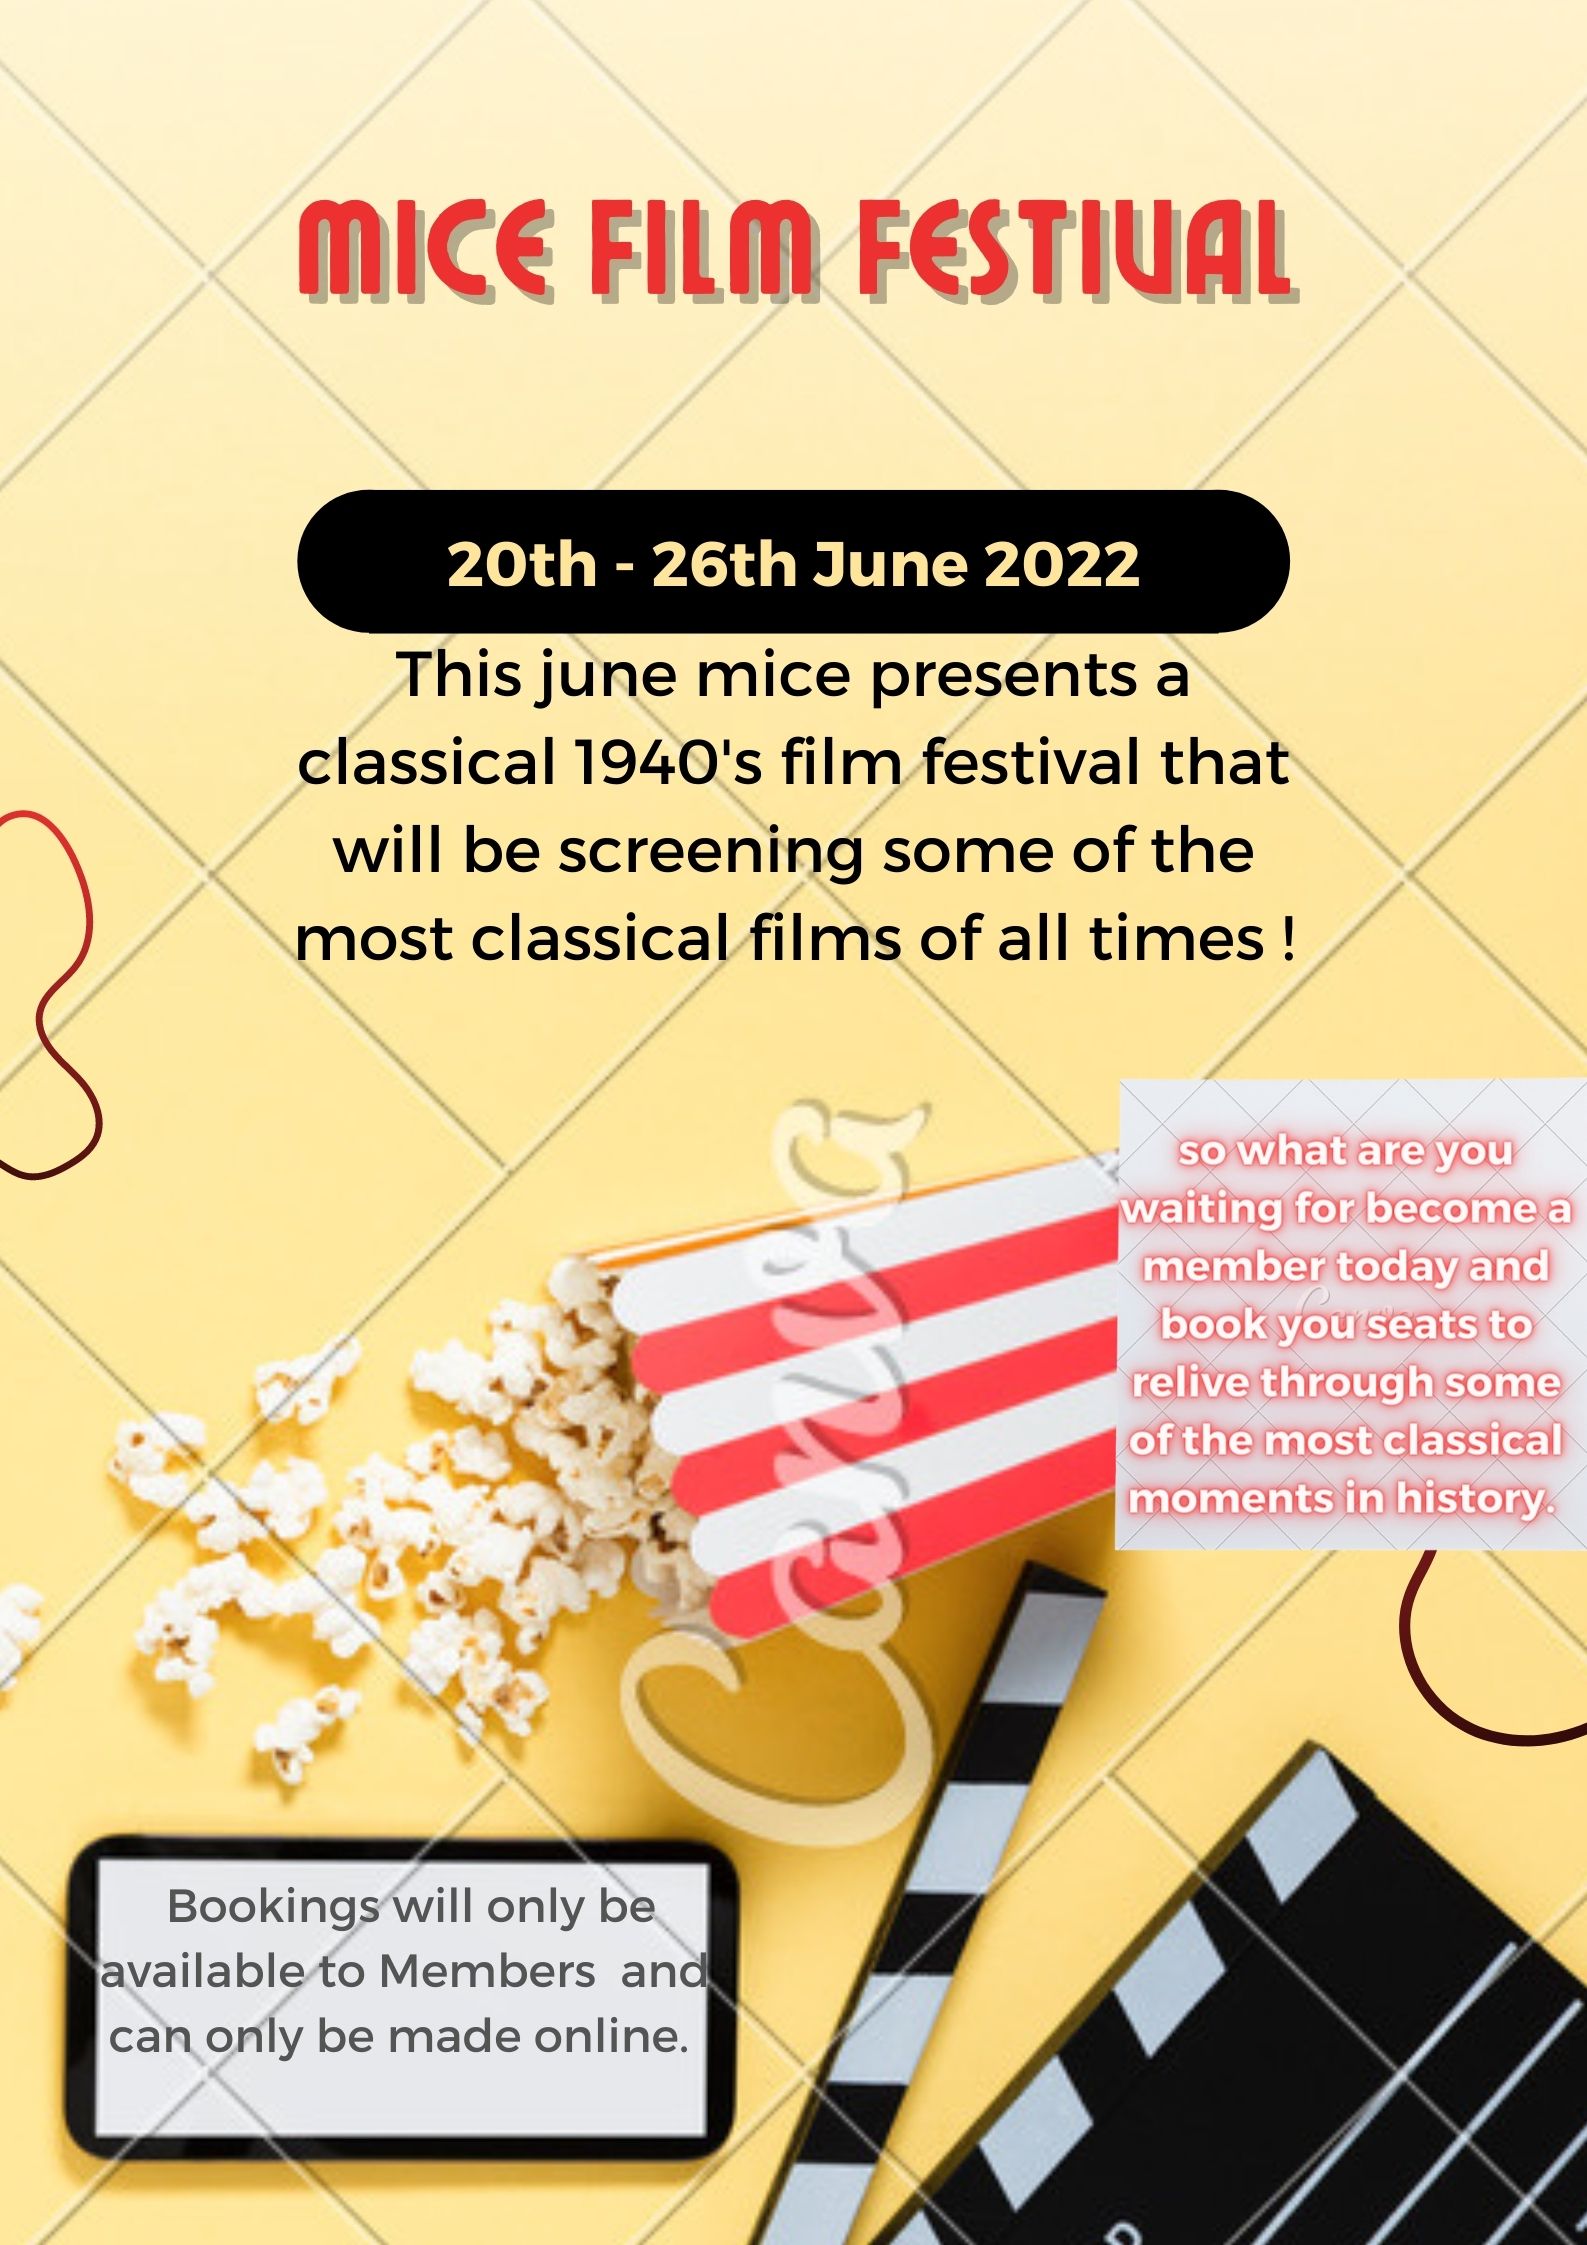 MICE FILM FESTIVAL
20th - 26th June 2022
This june mice presents a
classical 1940's film festival that
will be screening some of the
most classical films of all times !
so what are you
waiting for become a
member today and
book you seats to
relive through some
of the most classical
moments in history.
Canva
Canva
Bookings will only be
available to Members  and
can only be made online.
D